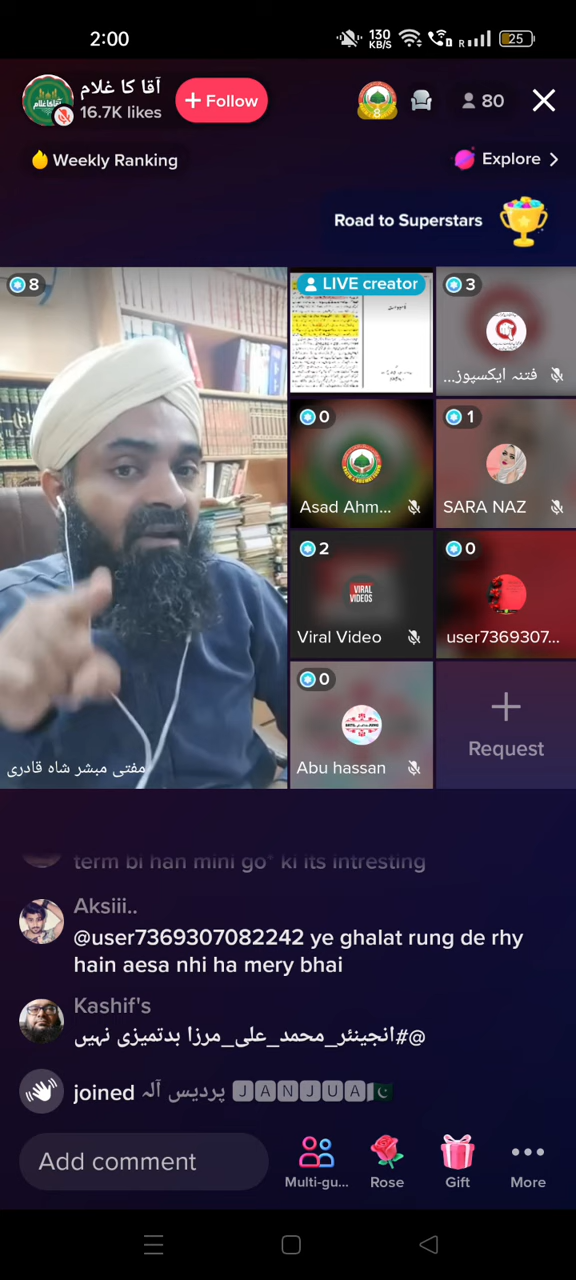 2:00
130
KB/S
R
25
آقا کا غلام
16.7K likes
+ Follow
8
80
Weekly Ranking
Explore >
Road to Superstars
8
LIVE creator
3
فتنہ ایکسپوز...
0
Asad Ahm...
1
SARA NAZ
2
VIRAL
VIDEOS
Viral Video
0
user7369307...
0
Abu hassan
Request
مفتی مبشر شاہ قادری
term bi han mini go* ki its intresting
Aksiii..
@user7369307082242 ye ghalat rung de rhy
hain aesa nhi ha mery bhai
Kashif's
@#انجینئر_محمد_علی_مرزا بدتمیزی نہیں
joined پردیس آلہ JANJUA
Add comment
Multi-gu...
Rose
Gift
More